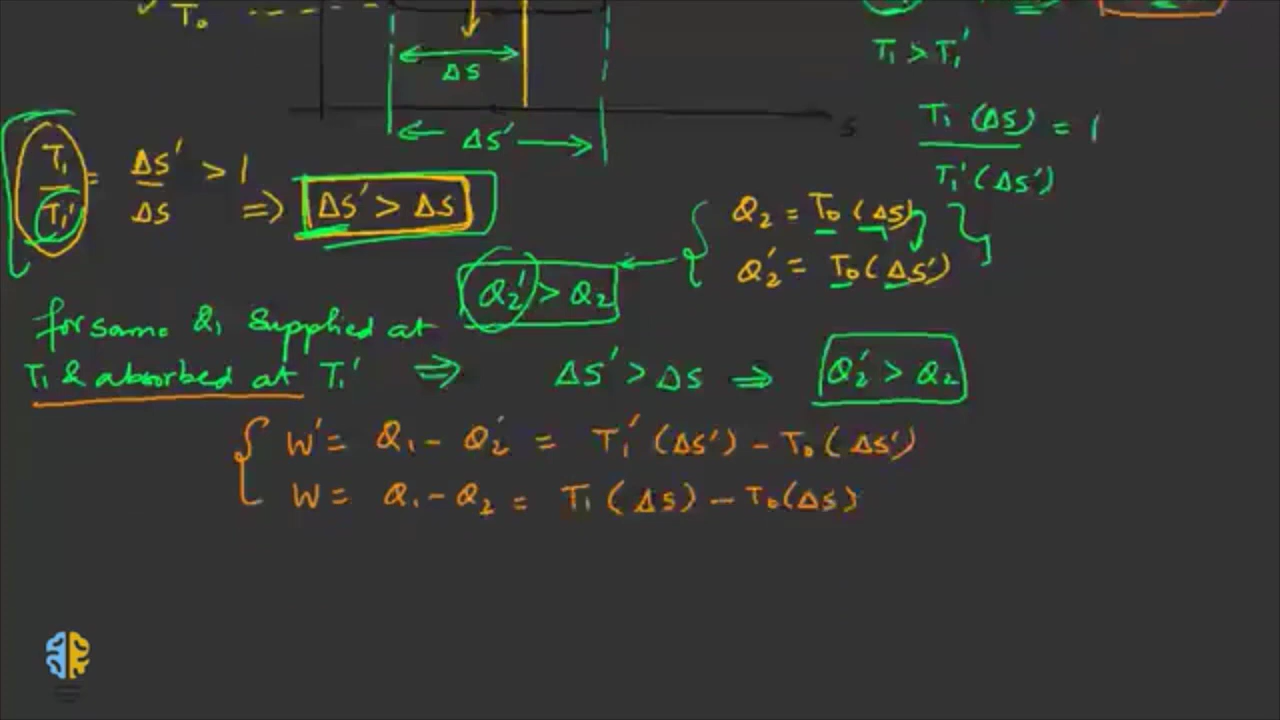 T₀
T₁ > T₁'
ΔS
S
ΔS'
T₁ (ΔS) / T₁' (ΔS') = 1
T₁ / T₁' = ΔS' / ΔS > 1 ⇒ ΔS' > ΔS
Q₂ = T₀ (ΔS)
Q₂' = T₀ (ΔS')
Q₂' > Q₂
for same Q₁ supplied at
T₁ & absorbed at T₁' ⇒ ΔS' > ΔS ⇒ Q₂' > Q₂
W' = Q₁ - Q₂' = T₁' (ΔS') - T₀ (ΔS')
W = Q₁ - Q₂ = T₁ (ΔS) - T₀ (ΔS)